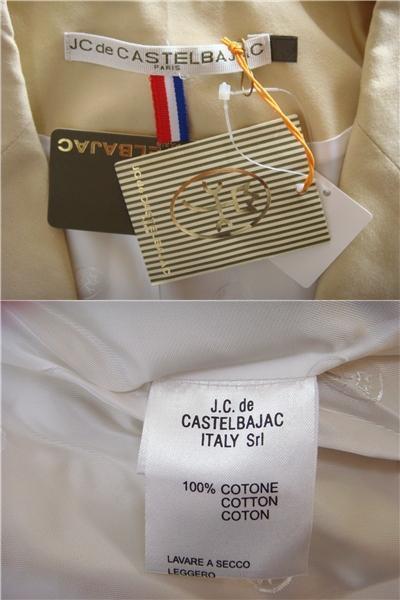 JC de CASTELBAJAC
PARIS
CASTELBAJAC
J.C. de
CASTELBAJAC
ITALY Srl
100% COTONE
COTTON
COTON
LAVARE A SECCO
LEGGERO